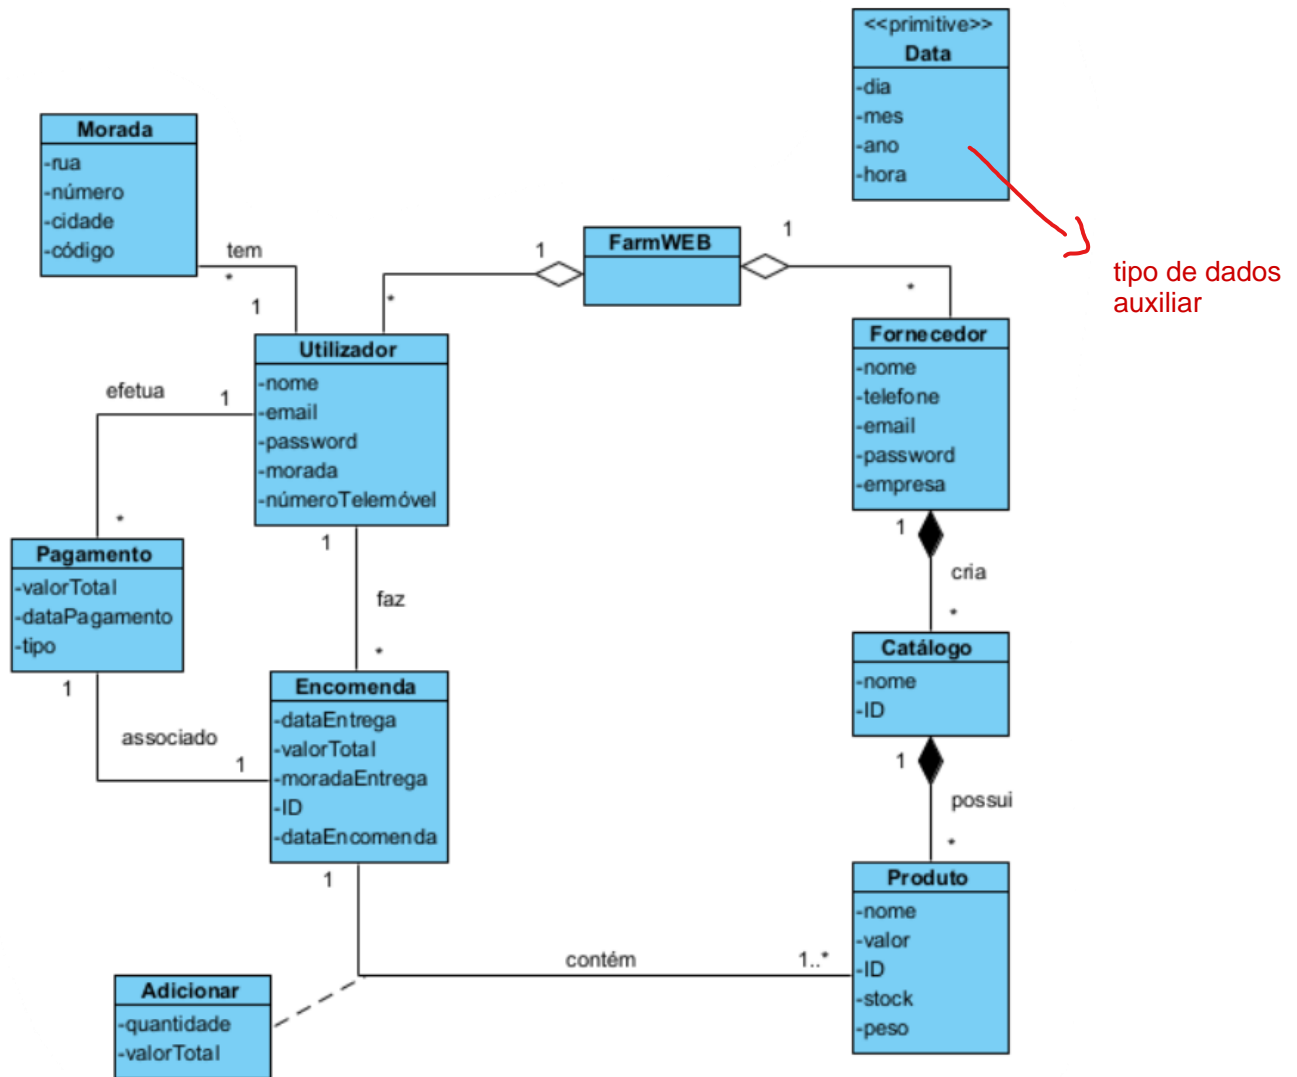 <<primitive>>
Data
-dia
-mes
-ano
-hora
tipo de dados
auxiliar
Morada
-rua
-número
-cidade
-código
tem
*
1
FarmWEB
1
1
*
*
Utilizador
-nome
-email
-password
-morada
-númeroTelemóvel
Fornecedor
-nome
-telefone
-email
-password
-empresa
efetua
1
*
Pagamento
-valorTotal
-dataPagamento
-tipo
1
faz
*
1
cria
*
Catálogo
-nome
-ID
1
associado
1
Encomenda
-dataEntrega
-valorTotal
-moradaEntrega
-ID
-dataEncomenda
1
possui
*
Produto
-nome
-valor
-ID
-stock
-peso
1
contém
1..*
Adicionar
-quantidade
-valorTotal